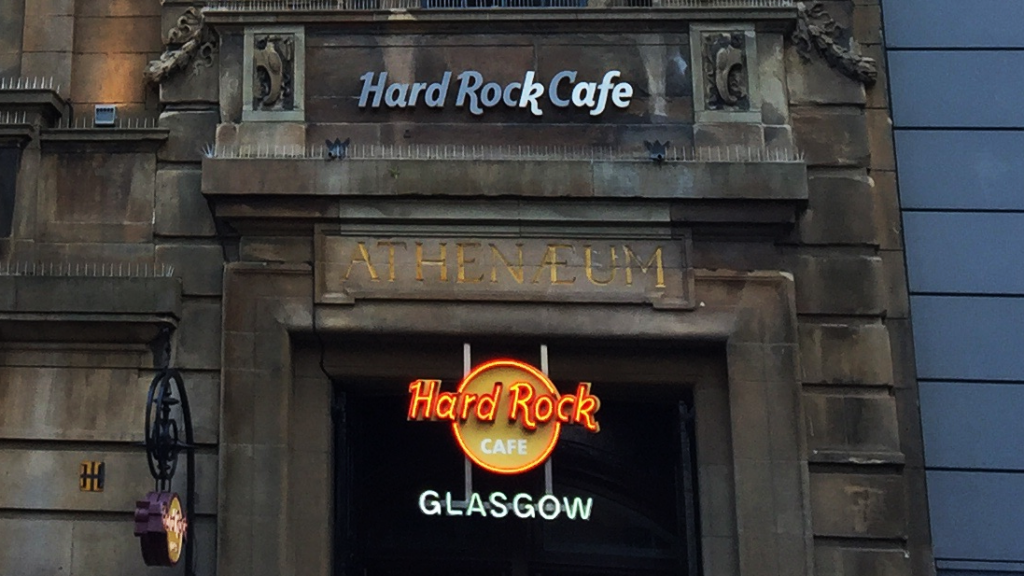 Hard Rock Cafe
ATHENÆUM
Hard Rock
CAFE
GLASGOW